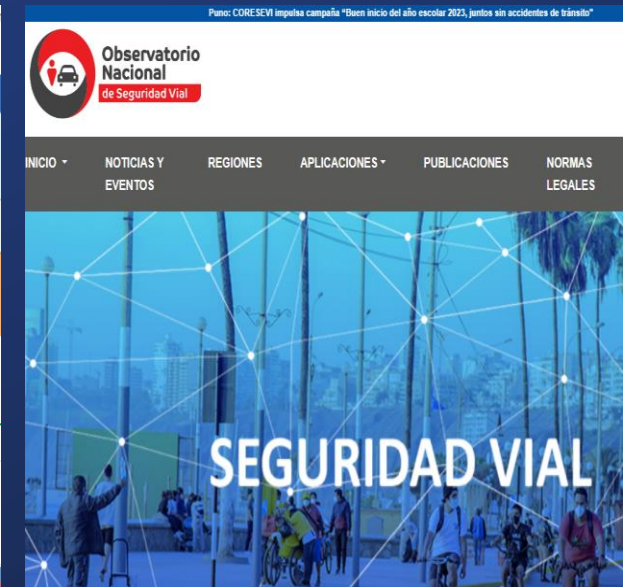 Puno: CORESEVI impulsa campaña “Buen inicio del año escolar 2023, juntos sin accidentes de tránsito”
Observatorio
Nacional
de Seguridad Vial
INICIO
NOTICIAS Y
EVENTOS
REGIONES
APLICACIONES
PUBLICACIONES
NORMAS
LEGALES
SEGURIDAD VIAL